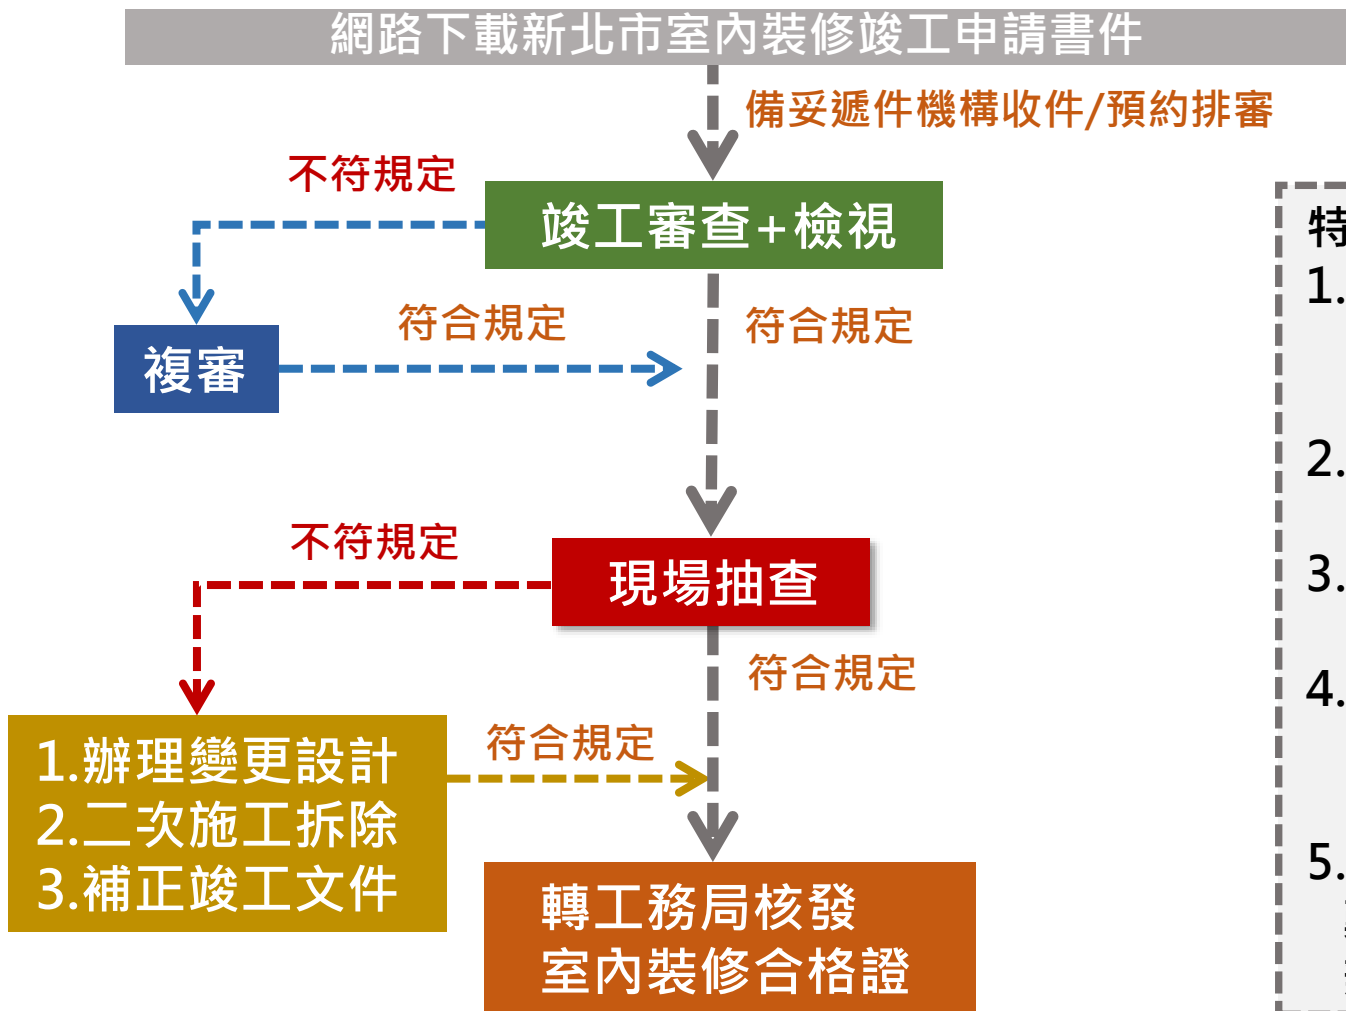 網路下載新北市室內裝修竣工申請書件
備妥遞件機構收件/預約排審
不符規定
竣工審查+檢視
符合規定
符合規定
複審
不符規定
現場抽查
符合規定
符合規定
1.辦理變更設計
2.二次施工拆除
3.補正竣工文件
轉工務局核發
室內裝修合格證
特
1.
2.
3.
4.
5.